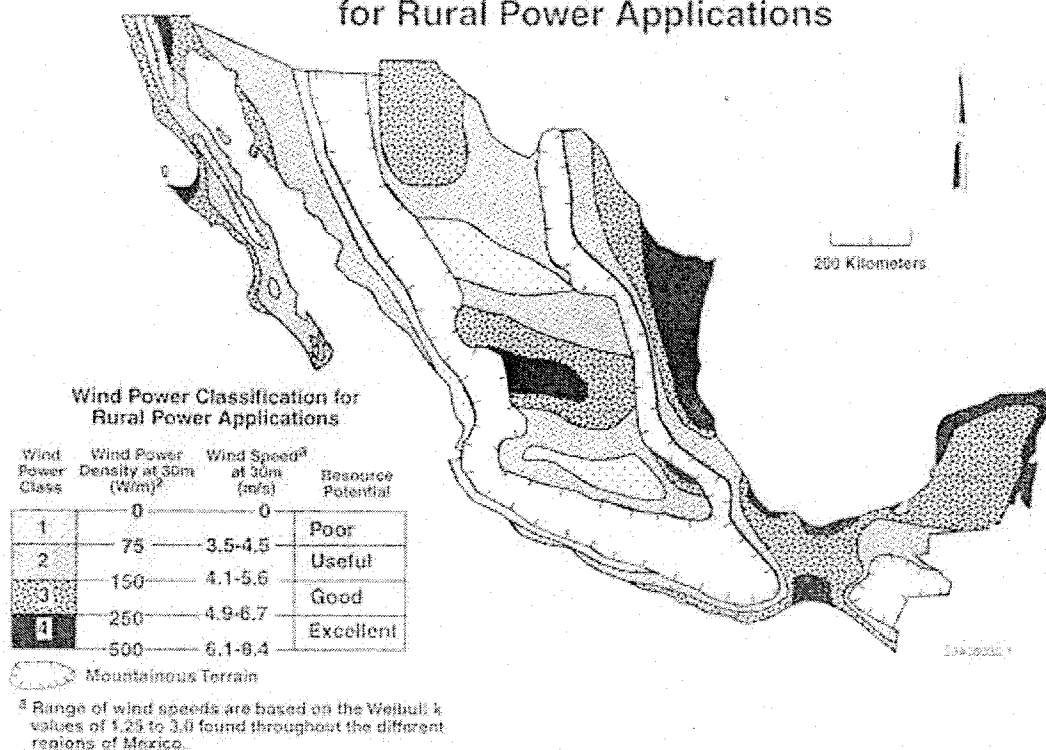 for Rural Power Applications
200 Kilometers
Wind Power Classification for
Rural Power Applications
Wind Power Class
Wind Power Density at 30m (W/m)²
Wind Speedᵃ at 30m (m/s)
Resource Potential
0 0
1 Poor
75 3.5-4.5
2 Useful
150 4.1-5.6
3 Good
250 4.9-6.7
4 Excellent
500 6.1-8.4
Mountainous Terrain
ᵃ Range of wind speeds are based on the Weibull k
values of 1.25 to 3.0 found throughout the different
regions of Mexico.